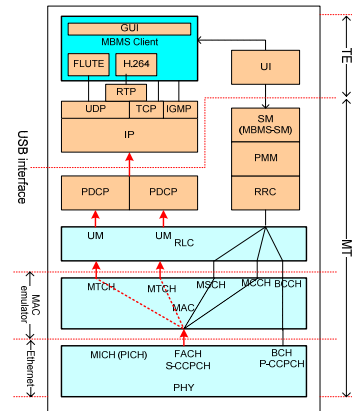 GUI
MBMS Client
FLUTE
H.264
UI
TE
RTP
UDP
TCP
IGMP
IP
SM
(MBMS-SM)
PMM
USB interface
PDCP
PDCP
RRC
MT
UM
UM
RLC
MTCH
MTCH
MSCH
MCCH
BCCH
MAC
MAC
emulator
Ethernet
MICH (PICH)
FACH
S-CCPCH
BCH
P-CCPCH
PHY